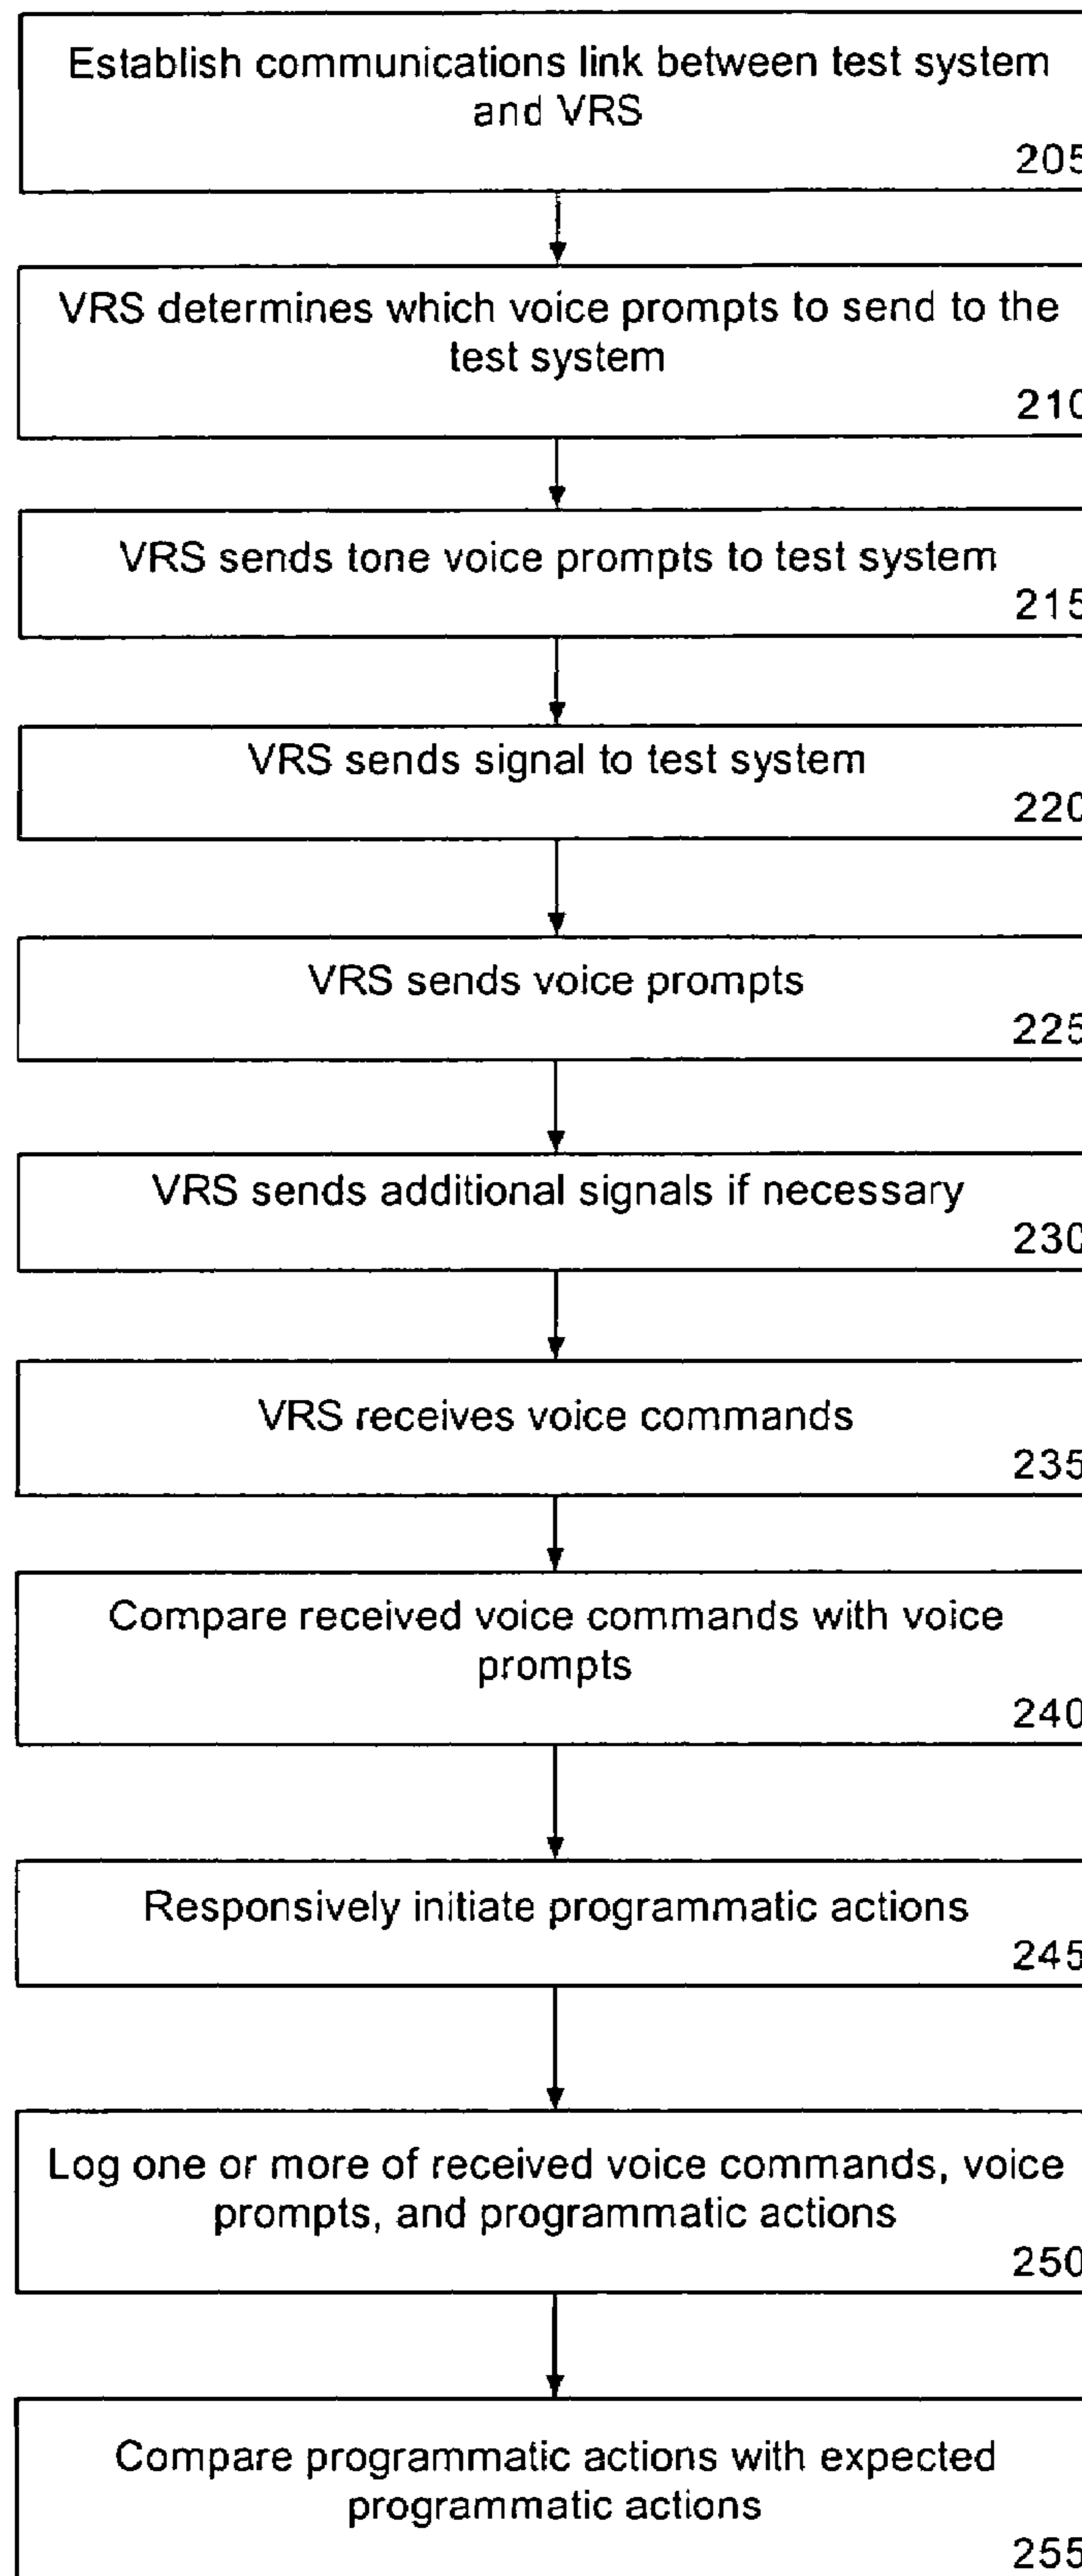 Establish communications link between test system
and VRS
205
VRS determines which voice prompts to send to the
test system
210
VRS sends tone voice prompts to test system
215
VRS sends signal to test system
220
VRS sends voice prompts
225
VRS sends additional signals if necessary
230
VRS receives voice commands
235
Compare received voice commands with voice
prompts
240
Responsively initiate programmatic actions
245
Log one or more of received voice commands, voice
prompts, and programmatic actions
250
Compare programmatic actions with expected
programmatic actions
255